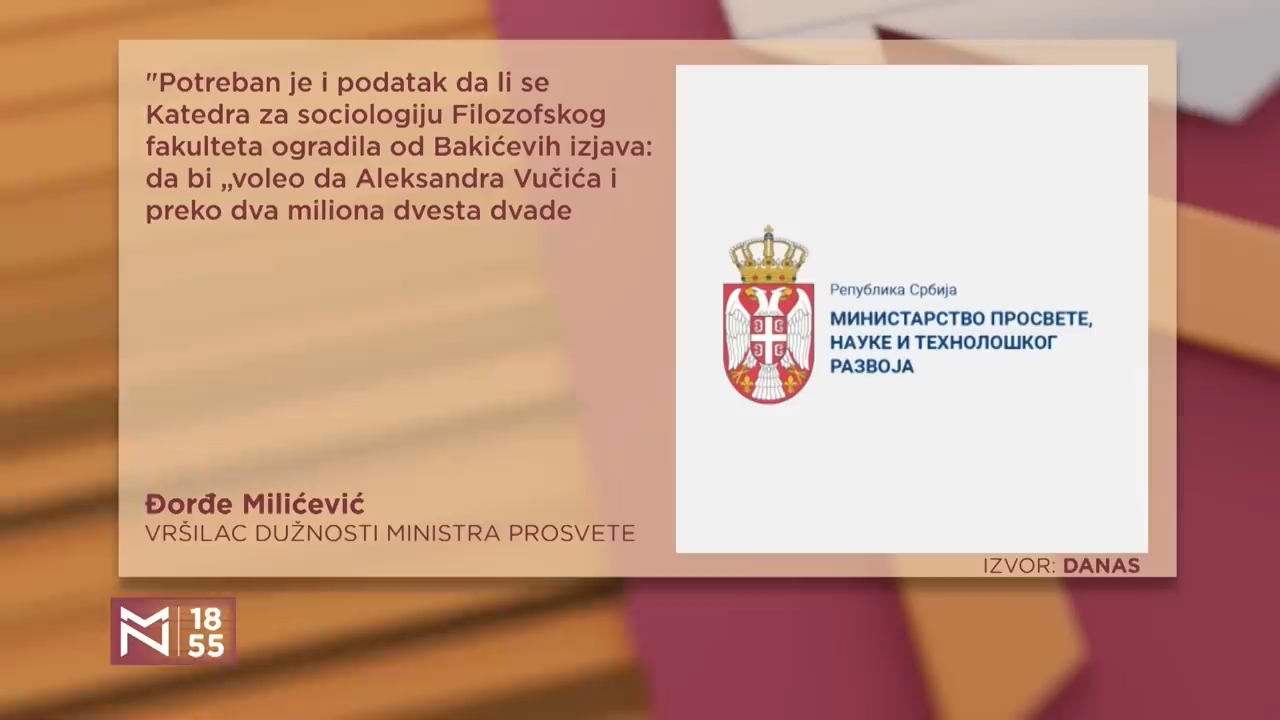 "Potreban je i podatak da li se
Katedra za sociologiju Filozofskog
fakulteta ogradila od Bakićevih izjava:
da bi „voleo da Aleksandra Vučića i
preko dva miliona dvesta dvade
Đorđe Milićević
VRŠILAC DUŽNOSTI MINISTRA PROSVETE
Република Србија
МИНИСТАРСТВО ПРОСВЕТЕ,
НАУКЕ И ТЕХНОЛОШКОГ
РАЗВОЈА
IZVOR: DANAS
18
55